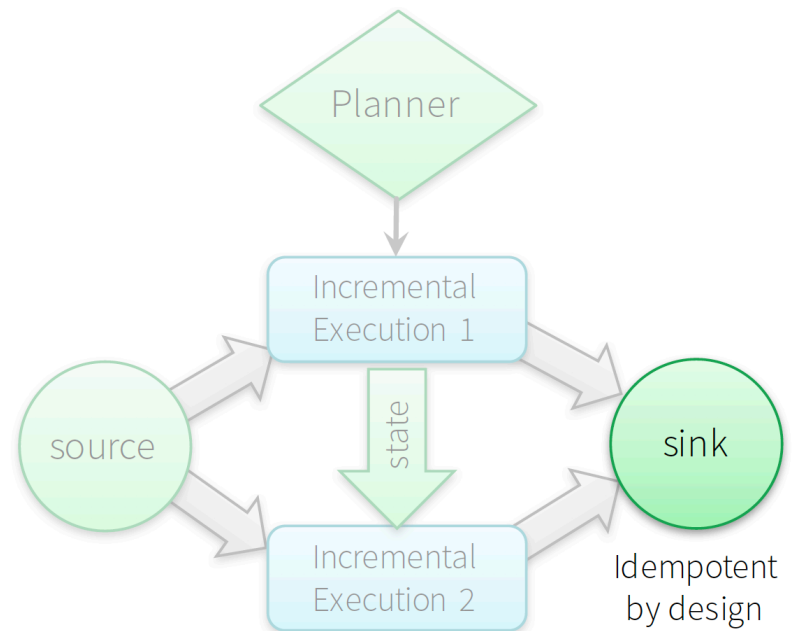 Planner
Incremental
Execution 1
source
state
sink
Incremental
Execution 2
Idempotent
by design